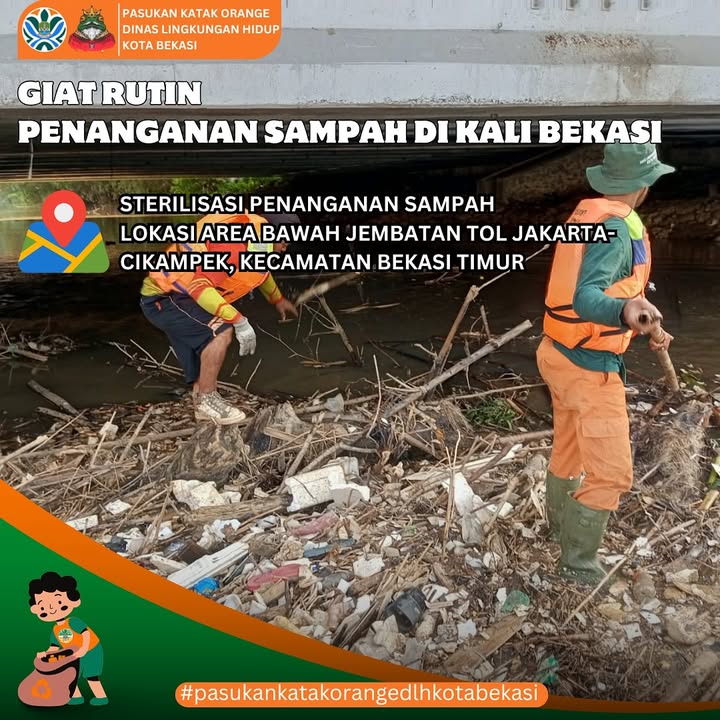 PASUKAN KATAK ORANGE
DINAS LINGKUNGAN HIDUP
KOTA BEKASI
GIAT RUTIN
PENANGANAN SAMPAH DI KALI BEKASI
STERILISASI PENANGANAN SAMPAH
LOKASI AREA BAWAH JEMBATAN TOL JAKARTA-
CIKAMPEK, KECAMATAN BEKASI TIMUR
#pasukankatakorangedlhkotabekasi